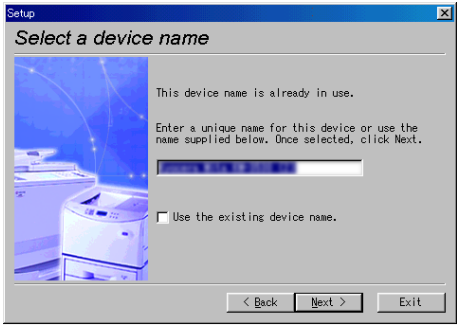 Setup
Select a device name
This device name is already in use.
Enter a unique name for this device or use the
name supplied below. Once selected, click Next.
Use the existing device name.
< Back
Next >
Exit